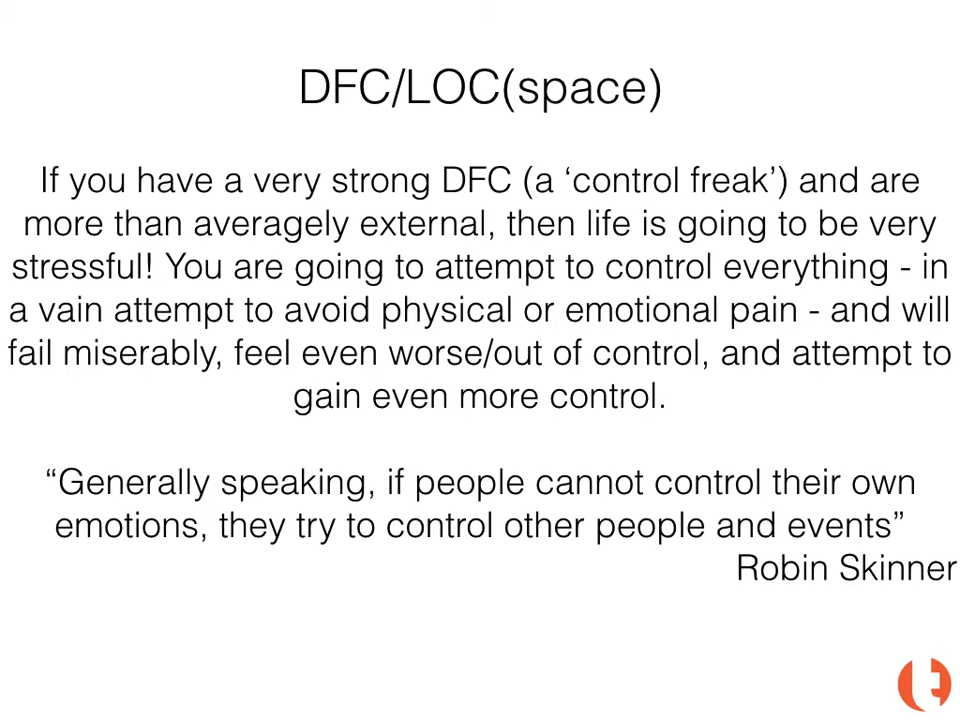 DFC/LOC(space)
If you have a very strong DFC (a ‘control freak’) and are
more than averagely external, then life is going to be very
stressful! You are going to attempt to control everything - in
a vain attempt to avoid physical or emotional pain - and will
fail miserably, feel even worse/out of control, and attempt to
gain even more control.
“Generally speaking, if people cannot control their own
emotions, they try to control other people and events”
Robin Skinner